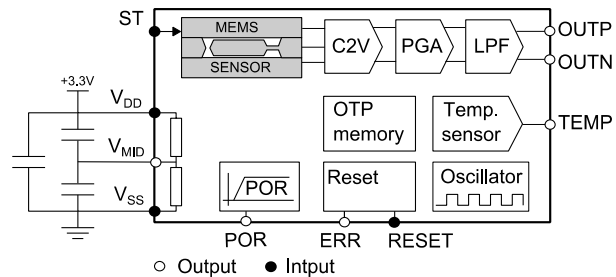 ST
MEMS
SENSOR
C2V
PGA
LPF
OUTP
OUTN
+3.3V
VDD
VMID
VSS
OTP
memory
Temp.
sensor
TEMP
POR
Reset
Oscillator
POR
ERR
RESET
Output
Intput